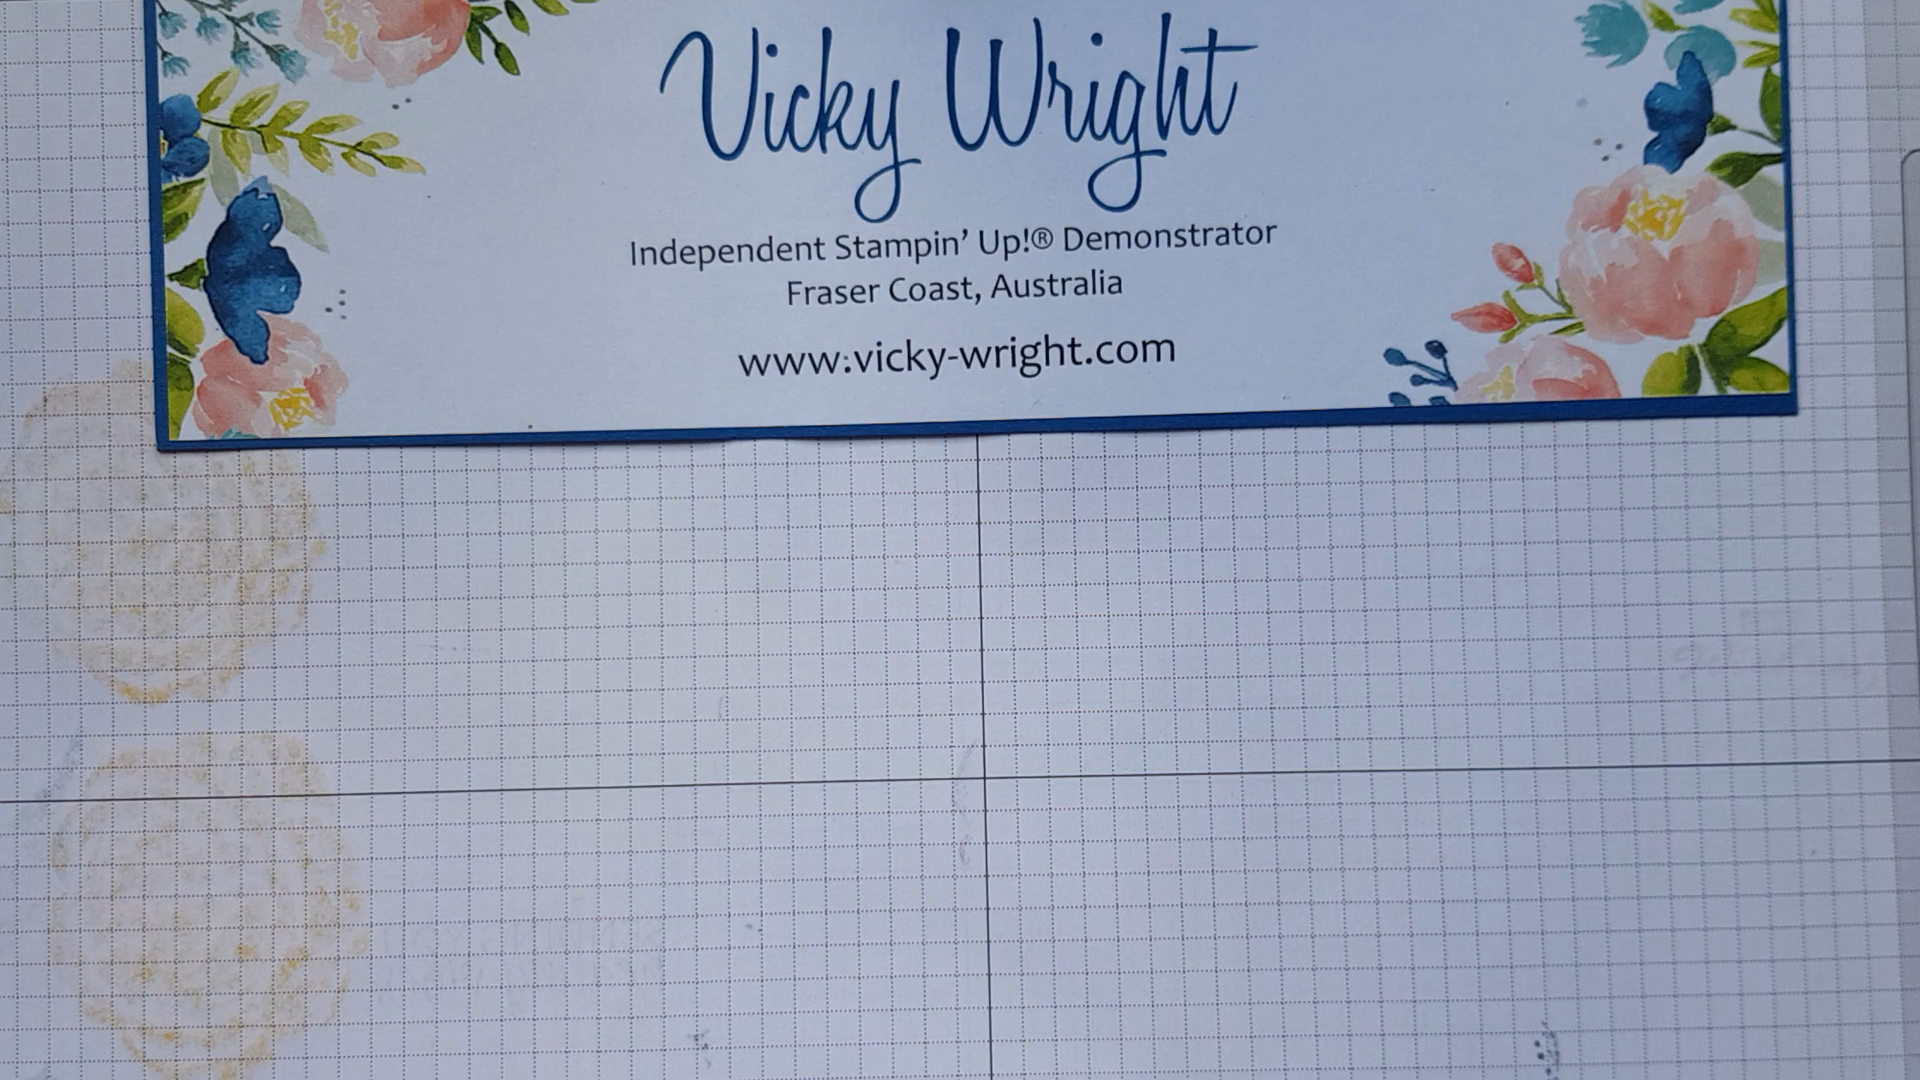 Vicky Wright
Independent Stampin’ Up!® Demonstrator
Fraser Coast, Australia
www.vicky-wright.com